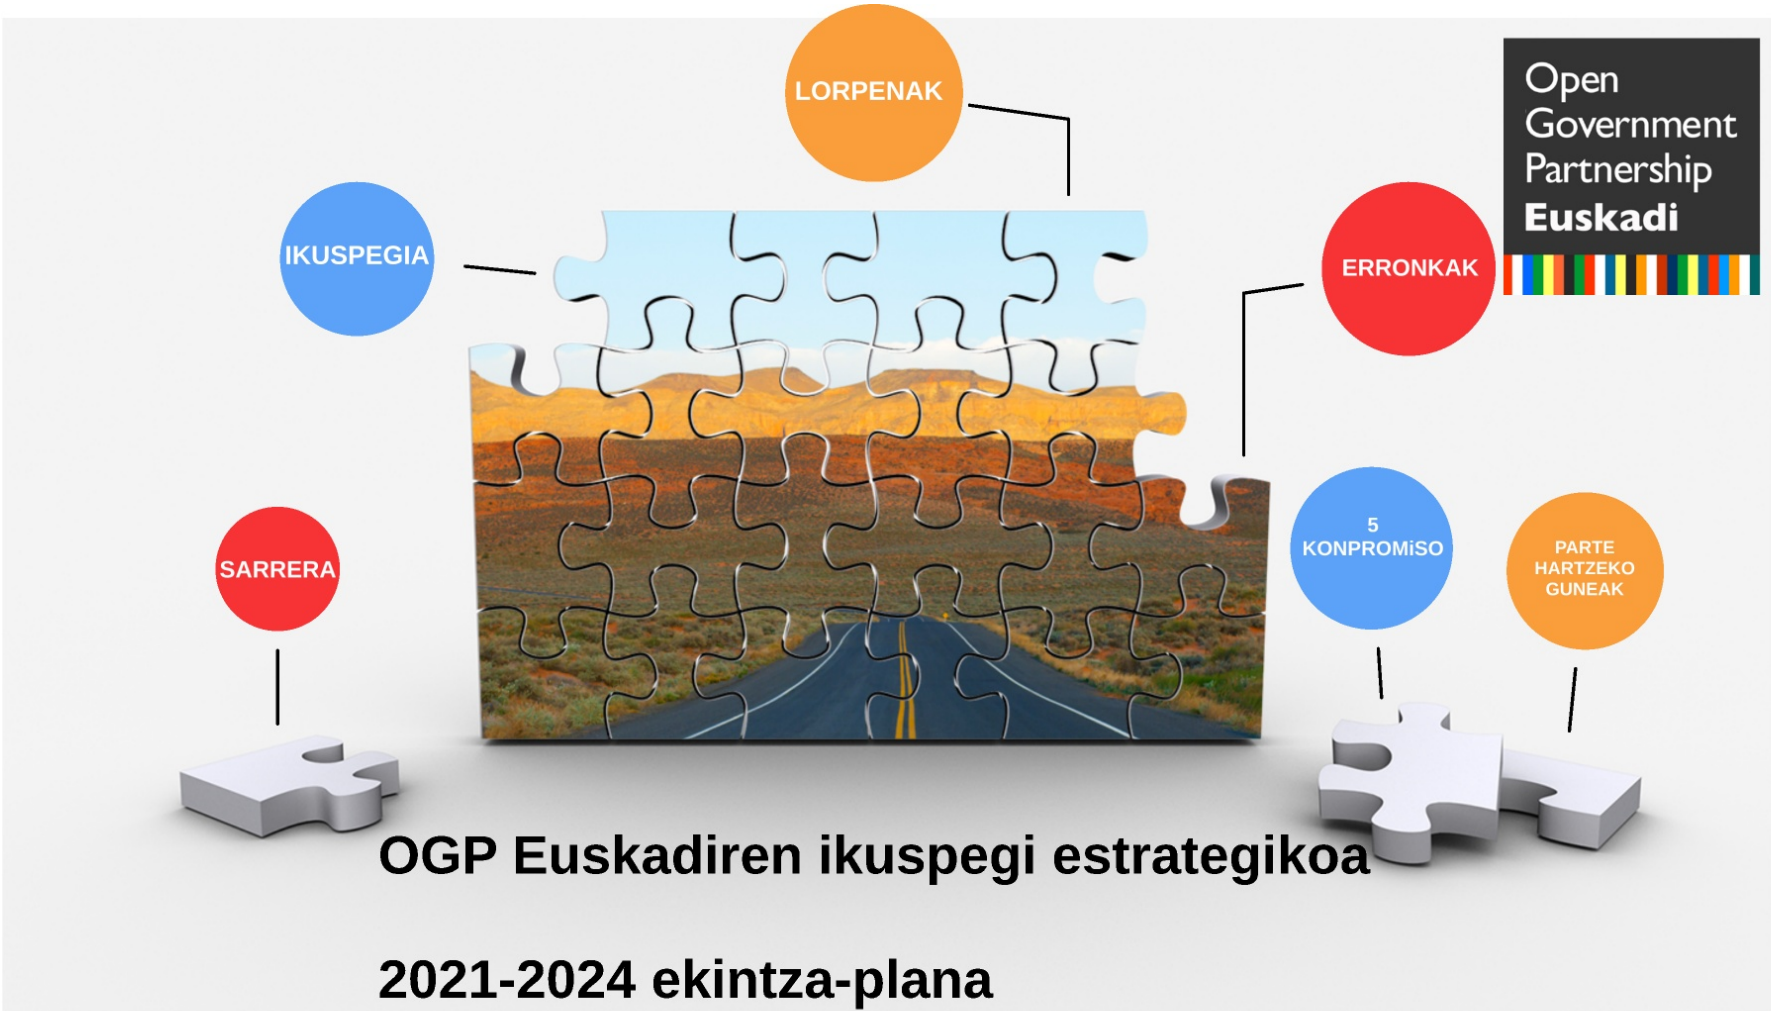 LORPENAK
Open
Government
Partnership
Euskadi
IKUSPEGIA
ERRONKAK
SARRERA
5
KONPROMiSO
PARTE
HARTZEKO
GUNEAK
OGP Euskadiren ikuspegi estrategikoa
2021-2024 ekintza-plana